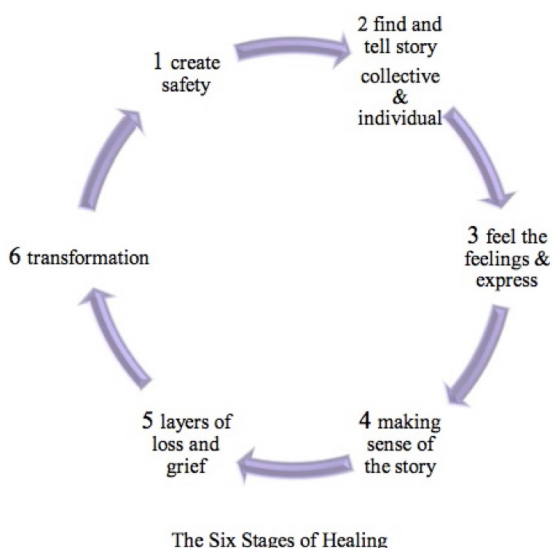 1 create
safety
2 find and
tell story
collective
&
individual
3 feel the
feelings &
express
4 making
sense of
the story
5 layers of
loss and
grief
6 transformation
The Six Stages of Healing